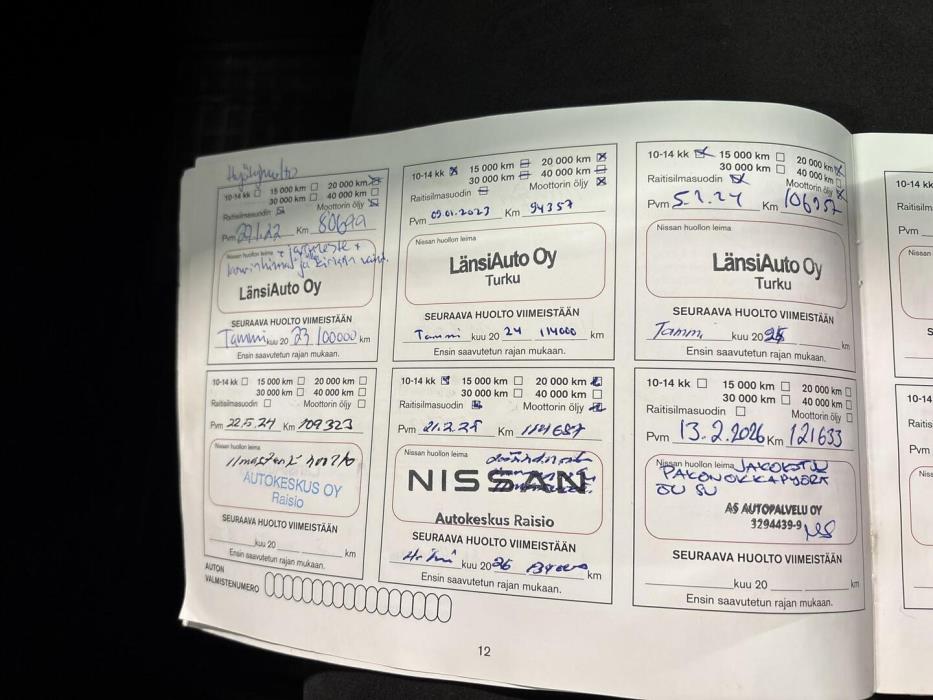 10-14 kk 15 000 km 20 000 km
30 000 km 40 000 km
Raitisilmasuodin Moottorin öljy
Pvm Km 80699
Nissan huollon leima
LänsiAuto Oy
SEURAAVA HUOLTO VIIMEISTÄÄN
Tammi kuu 20 23 100000 km
Ensin saavutetun rajan mukaan.
10-14 kk 15 000 km 20 000 km
30 000 km 40 000 km
Raitisilmasuodin Moottorin öljy
Pvm 09.01.2023 Km 94357
Nissan huollon leima
LänsiAuto Oy
Turku
SEURAAVA HUOLTO VIIMEISTÄÄN
Tammi kuu 20 24 114000 km
Ensin saavutetun rajan mukaan.
10-14 kk 15 000 km 20 000 km
30 000 km 40 000 km
Raitisilmasuodin Moottorin öljy
Pvm 5.1.24 Km 106957
Nissan huollon leima
LänsiAuto Oy
Turku
SEURAAVA HUOLTO VIIMEISTÄÄN
Tammi kuu 20 25 km
Ensin saavutetun rajan mukaan.
10-14 kk 15 000 km 20 000 km
30 000 km 40 000 km
Raitisilmasuodin Moottorin öljy
Pvm 22.5.24 Km 109323
Nissan huollon leima
AUTOKESKUS OY
Raisio
SEURAAVA HUOLTO VIIMEISTÄÄN
kuu 20 km
Ensin saavutetun rajan mukaan.
10-14 kk 15 000 km 20 000 km
30 000 km 40 000 km
Raitisilmasuodin Moottorin öljy
Pvm 21.2.25 Km 114687
Nissan huollon leima
NISSAN
Autokeskus Raisio
SEURAAVA HUOLTO VIIMEISTÄÄN
Helmi kuu 20 26 km
Ensin saavutetun rajan mukaan.
10-14 kk 15 000 km 20 000 km
30 000 km 40 000 km
Raitisilmasuodin Moottorin öljy
Pvm 13.2.2026 Km 121633
Nissan huollon leima JAKOKETJU
PAKONOKKAPYÖRÄ
AS AUTOPALVELU OY
3294439-9
SEURAAVA HUOLTO VIIMEISTÄÄN
kuu 20 km
Ensin saavutetun rajan mukaan.
AUTON
VALMISTENUMERO
12
10-14 kk
Pvm
Nissan
10-14
Pvm